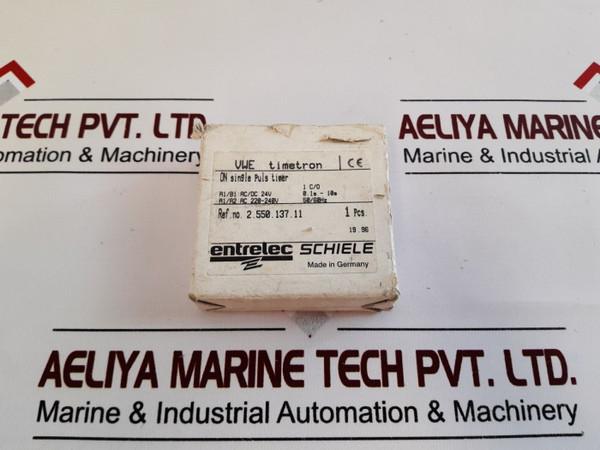 TECH PVT. LTD.
omation & Machinery
AELIYA MARINE
Marine & Industrial Autom
VWE timetron CE
ON single Puls timer
1 C/O
A1/B1 AC/DC 24V 0.1s - 10s
A1/A2 AC 220-240V 50/60Hz
Ref.no. 2.550.137.11 1 Pcs
19.96
entrelec SCHIELE
Made in Germany
AELIYA MARINE TECH PVT. LTD.
Marine & Industrial Automation & Machinery